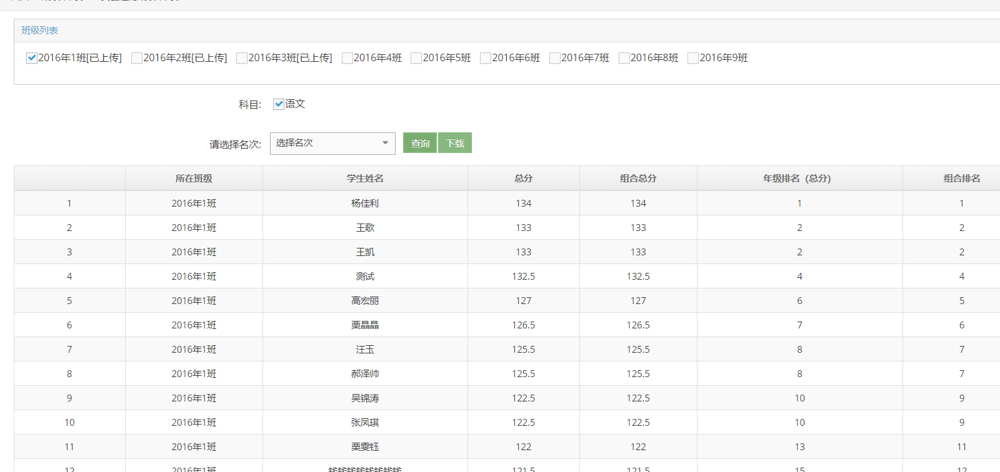 班级列表
2016年1班[已上传] 2016年2班[已上传] 2016年3班[已上传] 2016年4班 2016年5班 2016年6班 2016年7班 2016年8班 2016年9班
科目: 语文
请选择名次: 选择名次 查询 下载
所在班级 学生姓名 总分 组合总分 年级排名（总分） 组合排名
1 2016年1班 杨佳利 134 134 1 1
2 2016年1班 王歌 133 133 2 2
3 2016年1班 王凯 133 133 2 2
4 2016年1班 测试 132.5 132.5 4 4
5 2016年1班 高宏丽 127 127 6 5
6 2016年1班 栗晶晶 126.5 126.5 7 6
7 2016年1班 汪玉 125.5 125.5 8 7
8 2016年1班 郝泽帅 125.5 125.5 8 7
9 2016年1班 吴锦涛 122.5 122.5 10 9
10 2016年1班 张凤琪 122.5 122.5 10 9
11 2016年1班 栗雯钰 122 122 13 11
12 2016年1班 121.5 121.5 15 12